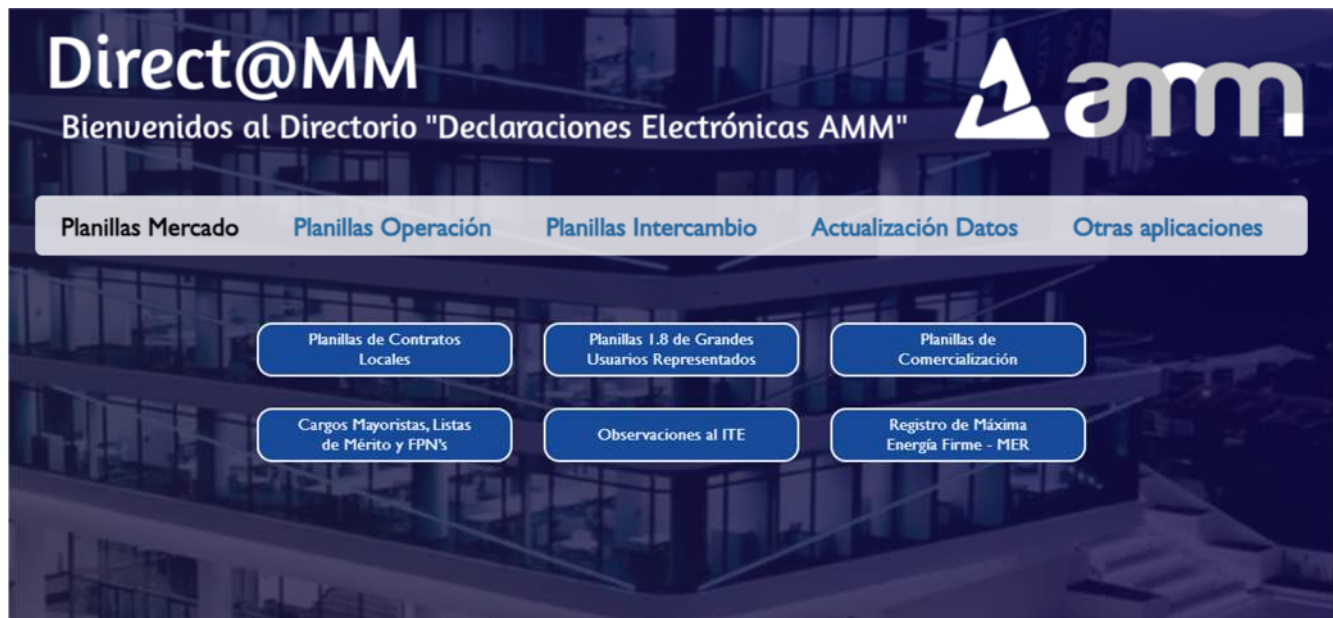 Direct@MM
Bienvenidos al Directorio "Declaraciones Electrónicas AMM"
amm
Planillas Mercado Planillas Operación Planillas Intercambio Actualización Datos Otras aplicaciones
Planillas de Contratos
Locales
Planillas 1.8 de Grandes
Usuarios Representados
Planillas de
Comercialización
Cargos Mayoristas, Listas
de Mérito y FPN's
Observaciones al ITE
Registro de Máxima
Energía Firme - MER